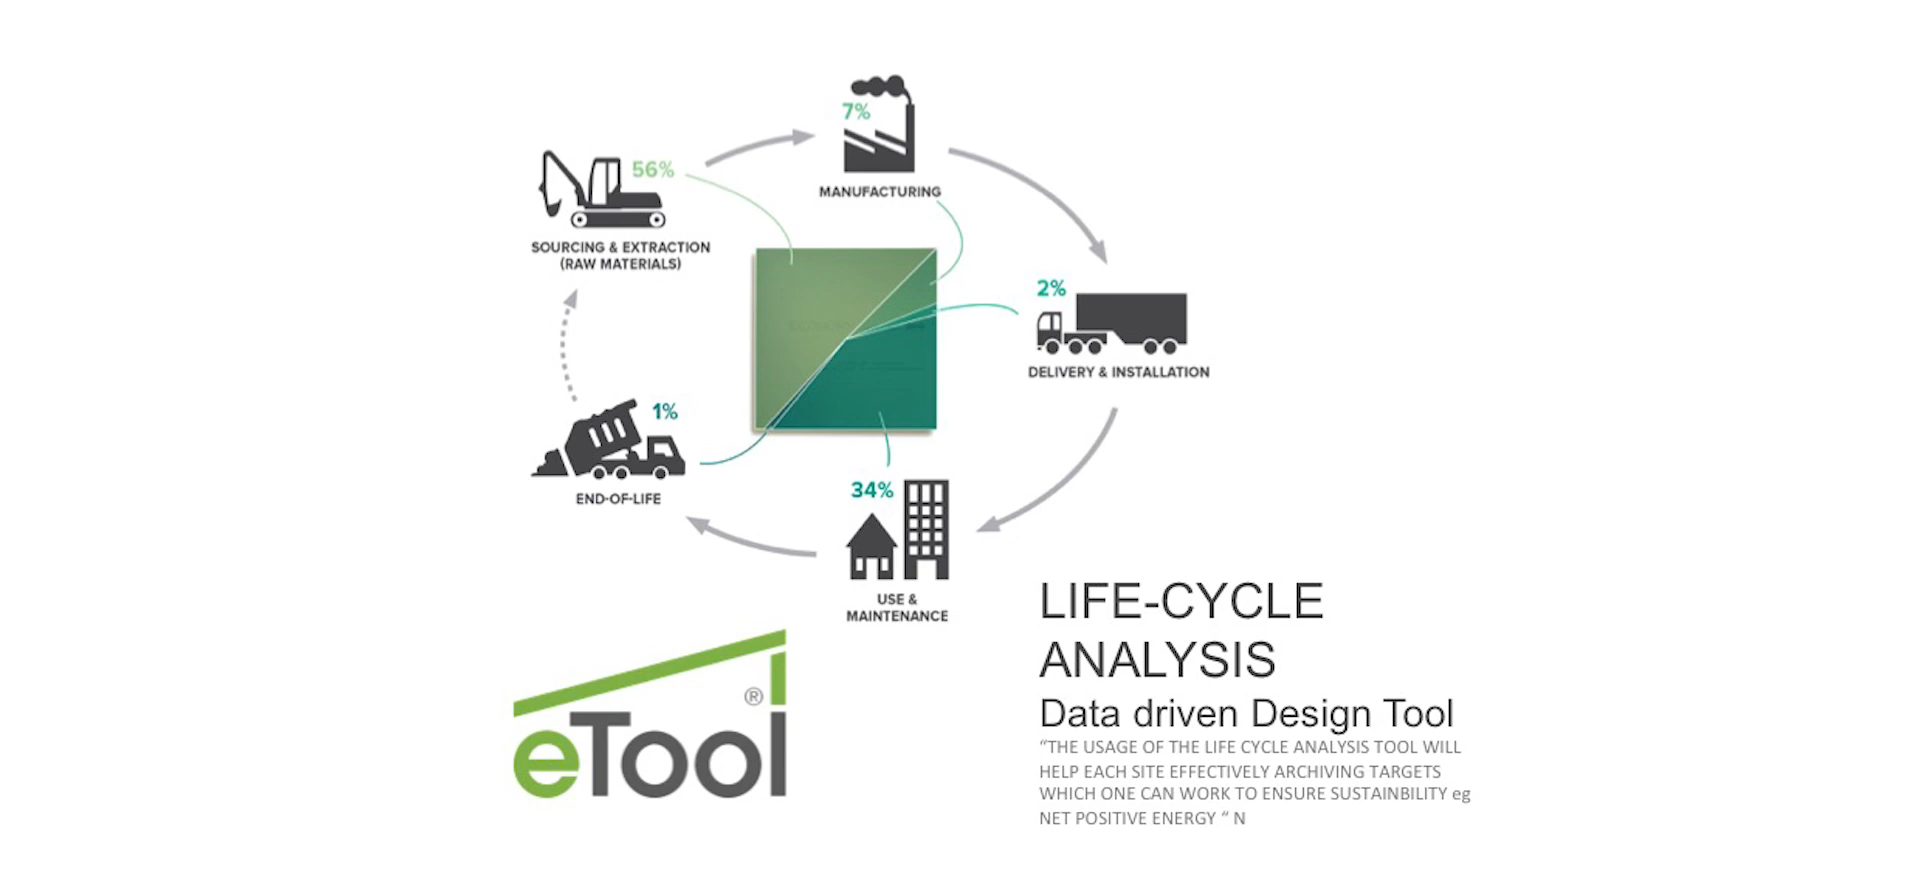 7%
MANUFACTURING
56%
SOURCING & EXTRACTION
(RAW MATERIALS)
2%
DELIVERY & INSTALLATION
1%
END-OF-LIFE
34%
USE &
MAINTENANCE
eTool
®
LIFE-CYCLE
ANALYSIS
Data driven Design Tool
“THE USAGE OF THE LIFE CYCLE ANALYSIS TOOL WILL
HELP EACH SITE EFFECTIVELY ARCHIVING TARGETS
WHICH ONE CAN WORK TO ENSURE SUSTAINBILITY eg
NET POSITIVE ENERGY “ N